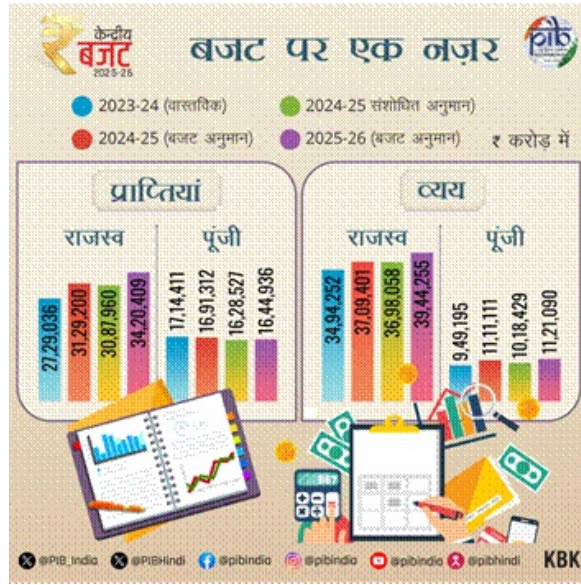 केन्द्रीय
बजट
2025-26
बजट पर एक नज़र
pib
2023-24 (वास्तविक)
2024-25 संशोधित अनुमान)
2024-25 (बजट अनुमान)
2025-26 (बजट अनुमान)
₹ करोड़ में
प्राप्तियां
राजस्व
पूंजी
27,29,036
31,29,200
30,87,960
34,20,409
17,14,411
16,91,312
16,28,527
16,44,936
व्यय
राजस्व
पूंजी
34,94,252
37,09,401
36,98,058
39,44,255
9,49,195
11,11,111
10,18,429
11,21,090
@PIB_India @PIBHindi @pibindia @pibindia @pibindia @pibhindi KBK